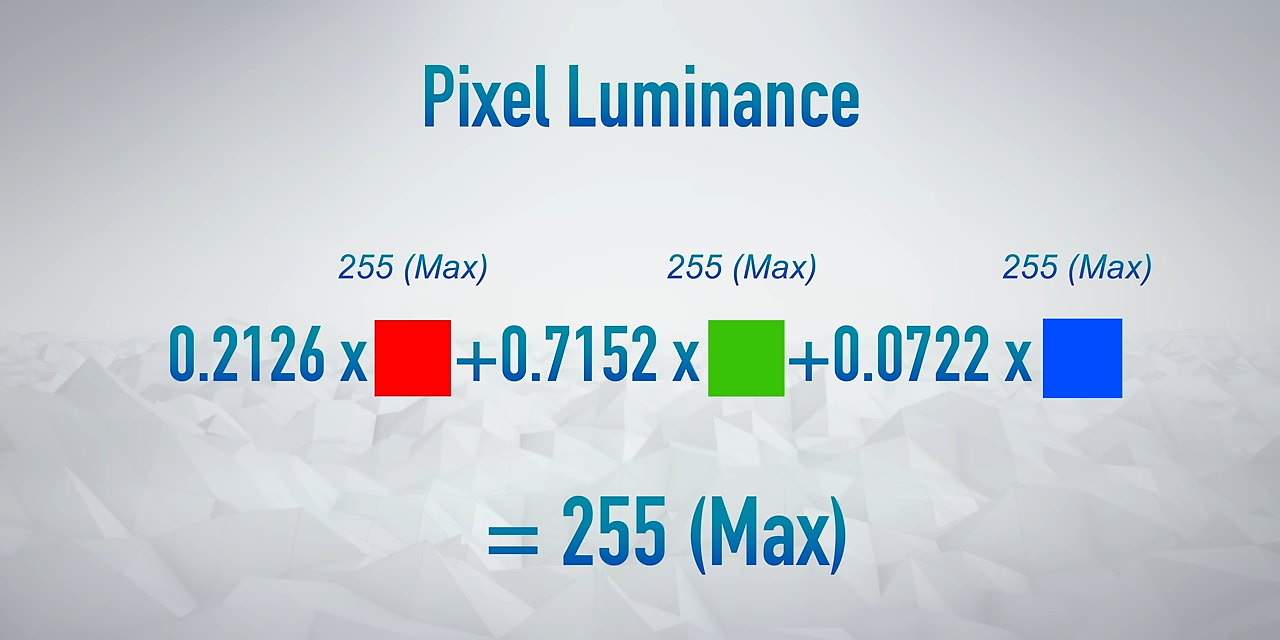 Pixel Luminance
255 (Max) 255 (Max) 255 (Max)
0.2126 x +0.7152 x +0.0722 x
= 255 (Max)